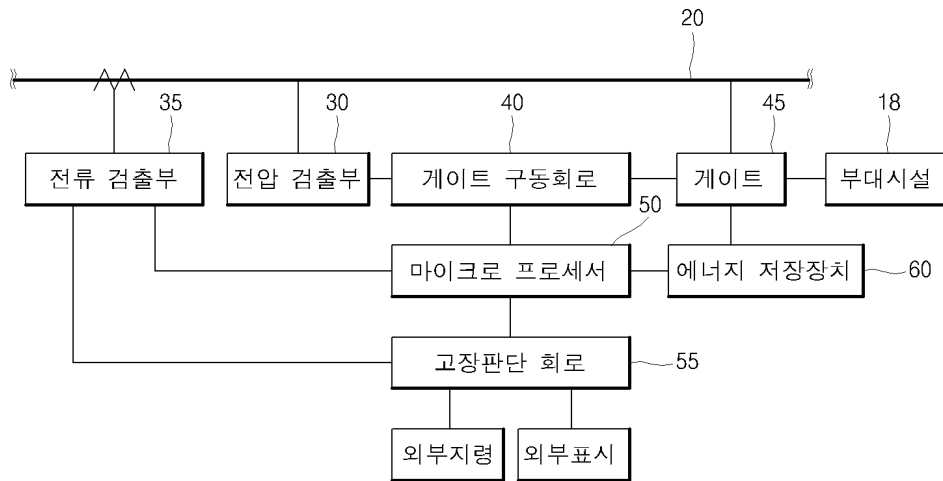 20
35
30
40
45
18
전류 검출부
전압 검출부
게이트 구동회로
게이트
부대시설
50
마이크로 프로세서
에너지 저장장치
60
고장판단 회로
55
외부지령
외부표시